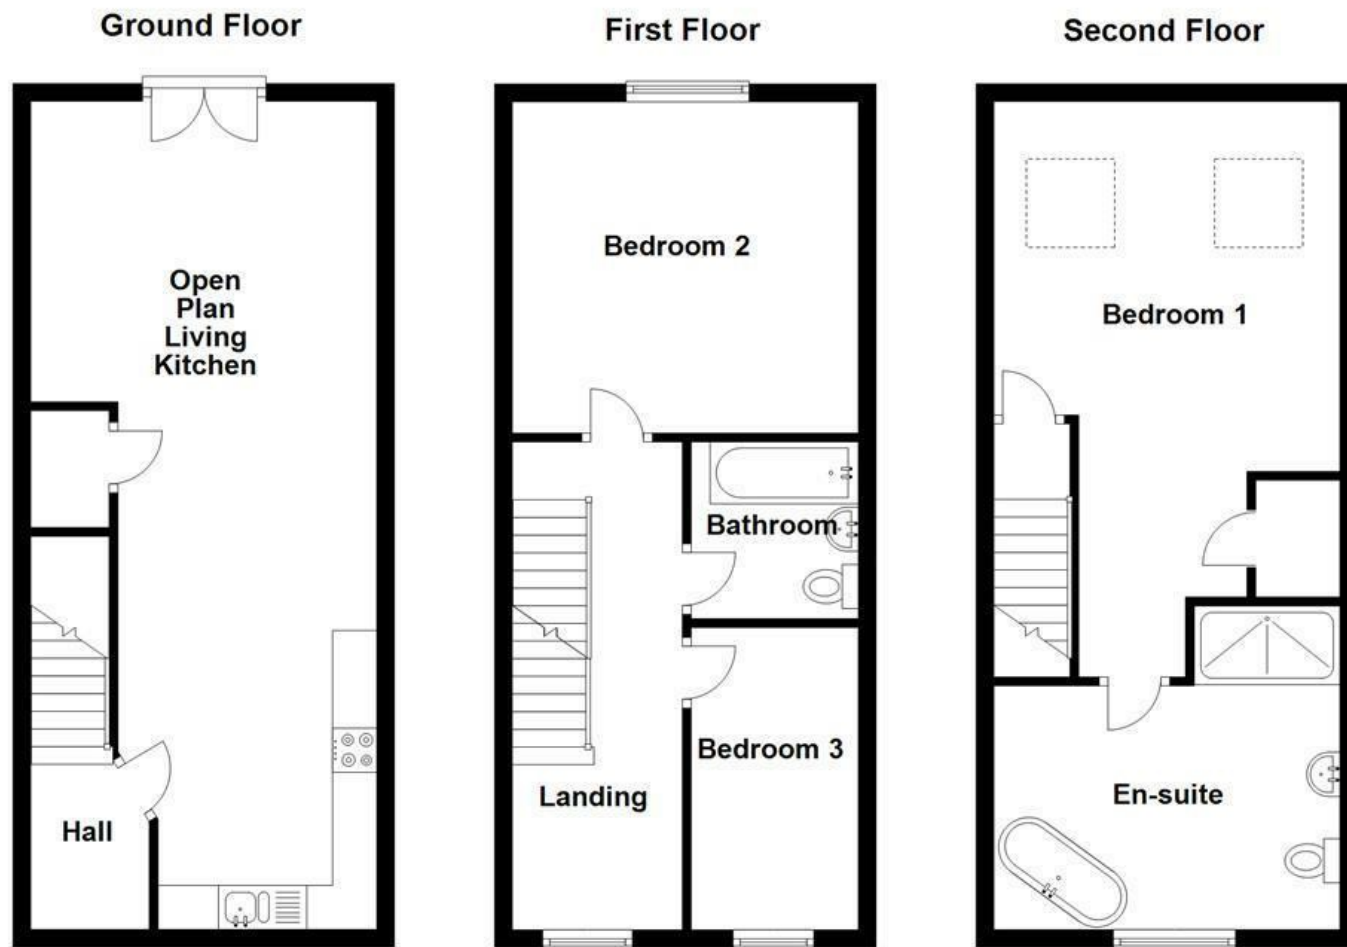 Ground Floor
Open
Plan
Living
Kitchen
Hall
First Floor
Bedroom 2
Bathroom
Bedroom 3
Landing
Second Floor
Bedroom 1
En-suite